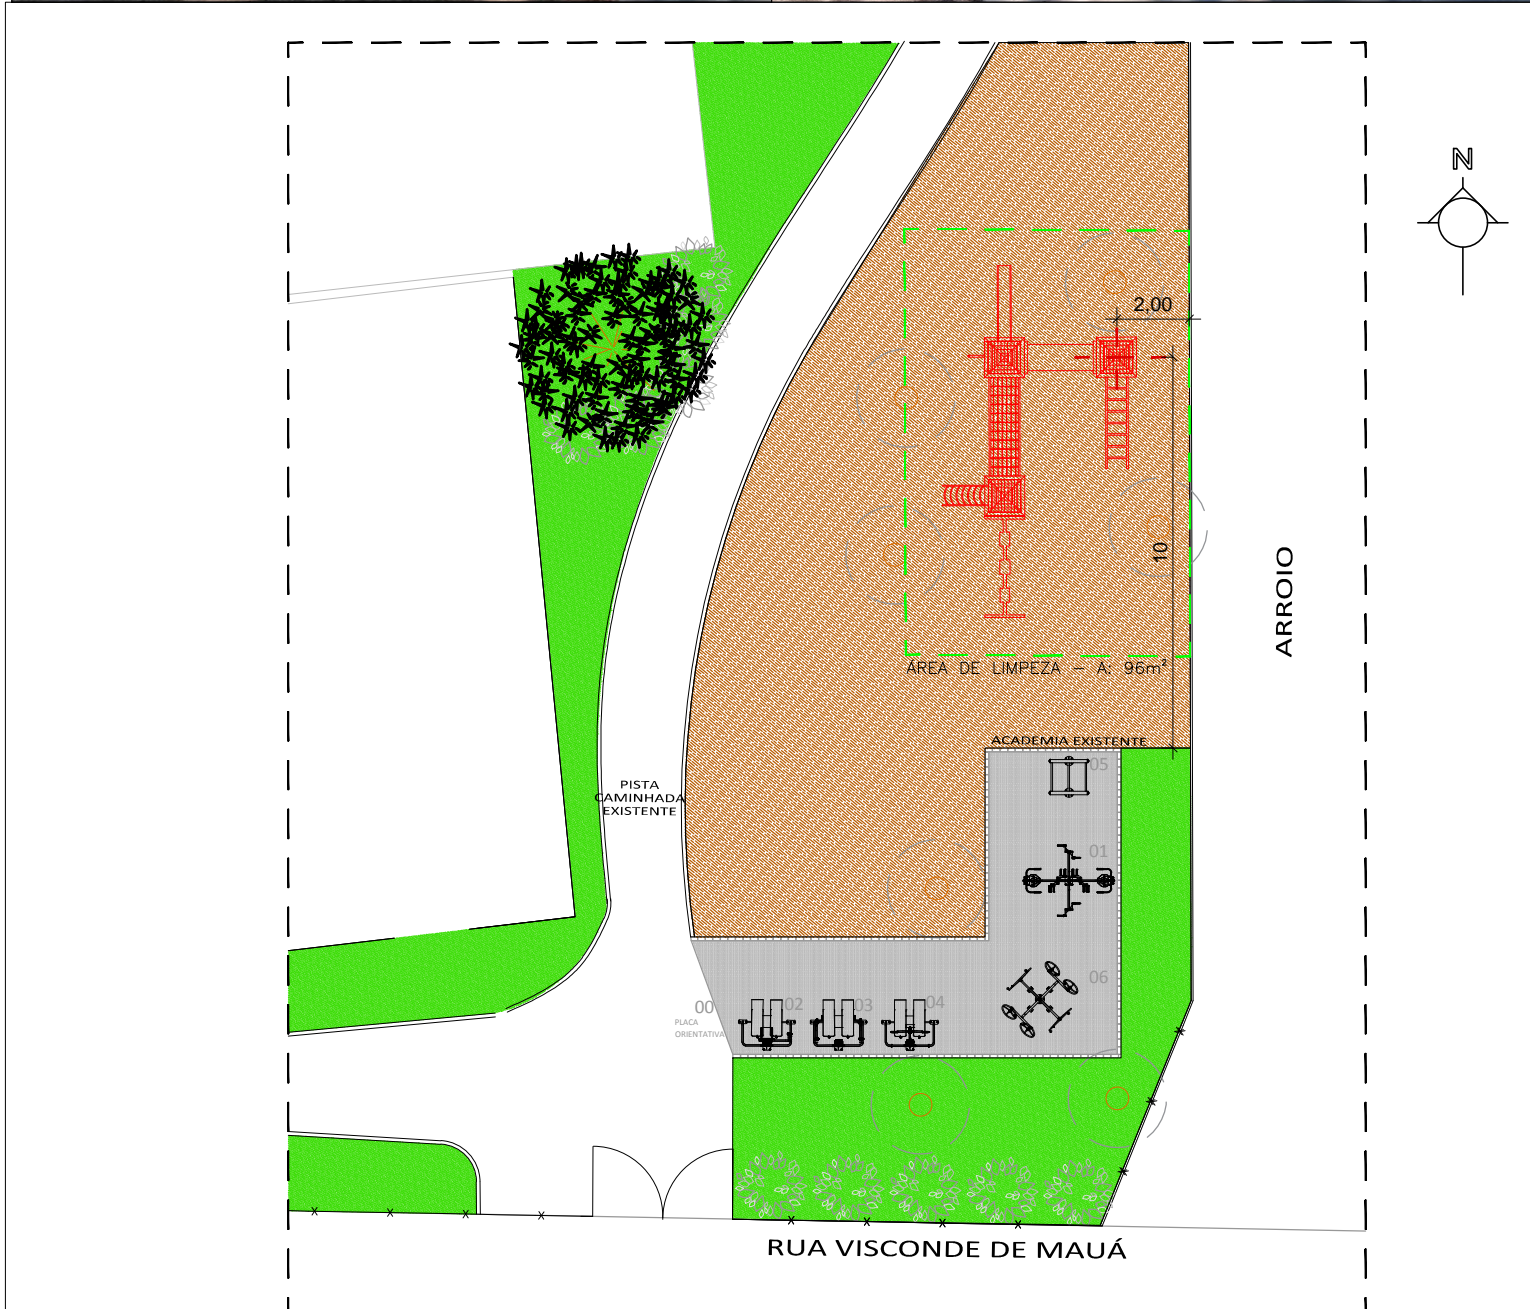 N
2,00
10
ARROIO
ÁREA DE LIMPEZA – A: 96m²
ACADEMIA EXISTENTE
05
PISTA
CAMINHADA
EXISTENTE
01
06
00
02
03
04
PLACA
ORIENTATIVA
RUA VISCONDE DE MAUÁ